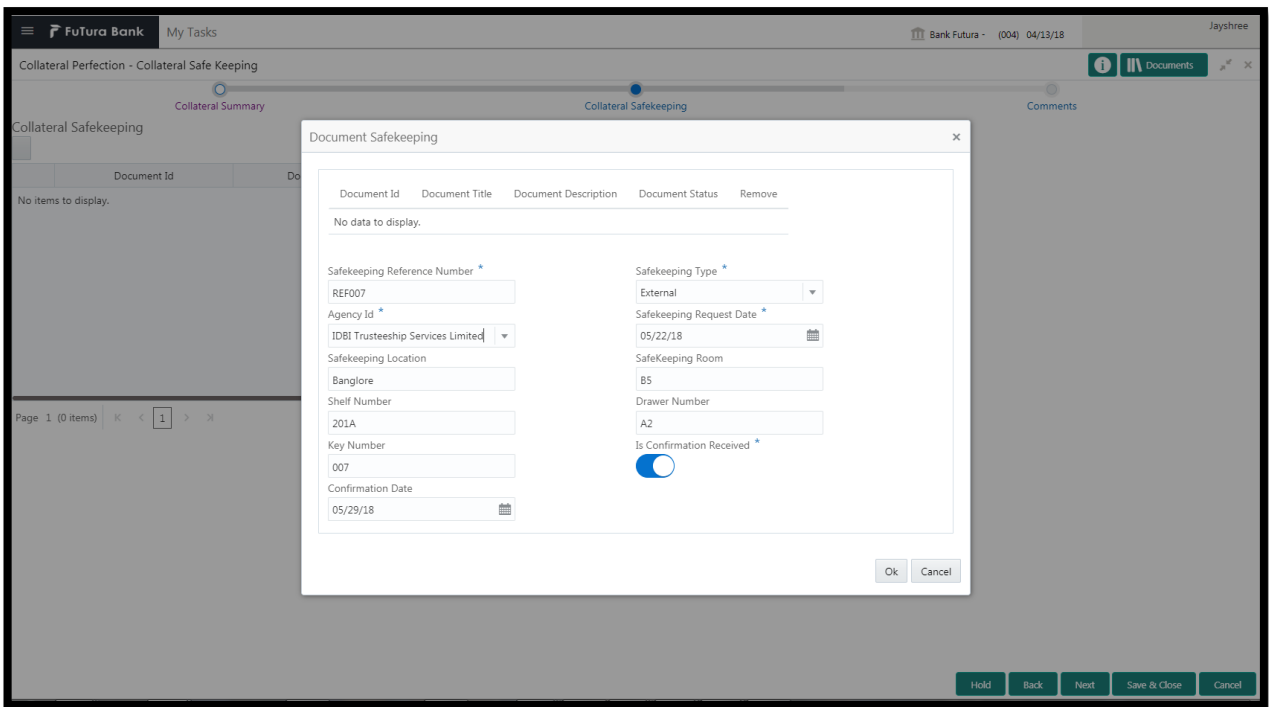 FuTura Bank My Tasks Bank Futura - (004) 04/13/18 Jayshree
Collateral Perfection - Collateral Safe Keeping i Documents
Collateral Summary Collateral Safekeeping Comments
Collateral Safekeeping
Document Id Do
No items to display.
Page 1 (0 items) 1
Document Safekeeping
Document Id Document Title Document Description Document Status Remove
No data to display.
Safekeeping Reference Number * Safekeeping Type *
REF007 External
Agency Id * Safekeeping Request Date *
IDBI Trusteeship Services Limited 05/22/18
Safekeeping Location SafeKeeping Room
Banglore B5
Shelf Number Drawer Number
201A A2
Key Number Is Confirmation Received *
007
Confirmation Date
05/29/18
Ok Cancel
Hold Back Next Save & Close Cancel